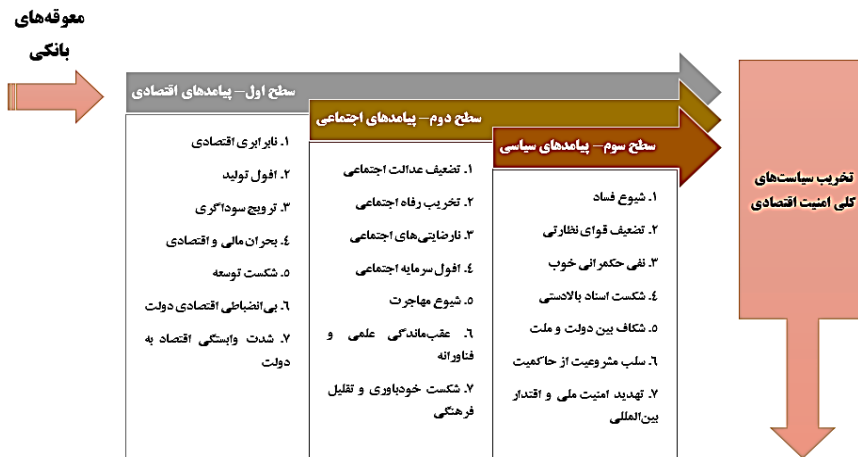 معوقه‌های
بانکی
سطح اول– پیامدهای اقتصادی
۱. نابرابری اقتصادی
۲. افول تولید
۳. ترویج سوداگری
۴. بحران مالی و اقتصادی
۵. شکست توسعه
۶. بی‌انضباطی اقتصادی دولت
۷. شدت وابستگی اقتصاد به
دولت
سطح دوم– پیامدهای اجتماعی
۱. تضعیف عدالت اجتماعی
۲. تخریب رفاه اجتماعی
۳. نارضایتی‌های اجتماعی
۴. افول سرمایه اجتماعی
۵. شیوع مهاجرت
۶. عقب‌ماندگی علمی و
فناورانه
۷. شکست خودباوری و تقلیل
فرهنگی
سطح سوم– پیامدهای سیاسی
۱. شیوع فساد
۲. تضعیف قوای نظارتی
۳. نفی حکمرانی خوب
۴. شکست اسناد بالادستی
۵. شکاف بین دولت و ملت
۶. سلب مشروعیت از حاکمیت
۷. تهدید امنیت ملی و اقتدار
بین‌المللی
تخریب سیاست‌های
کلی امنیت اقتصادی